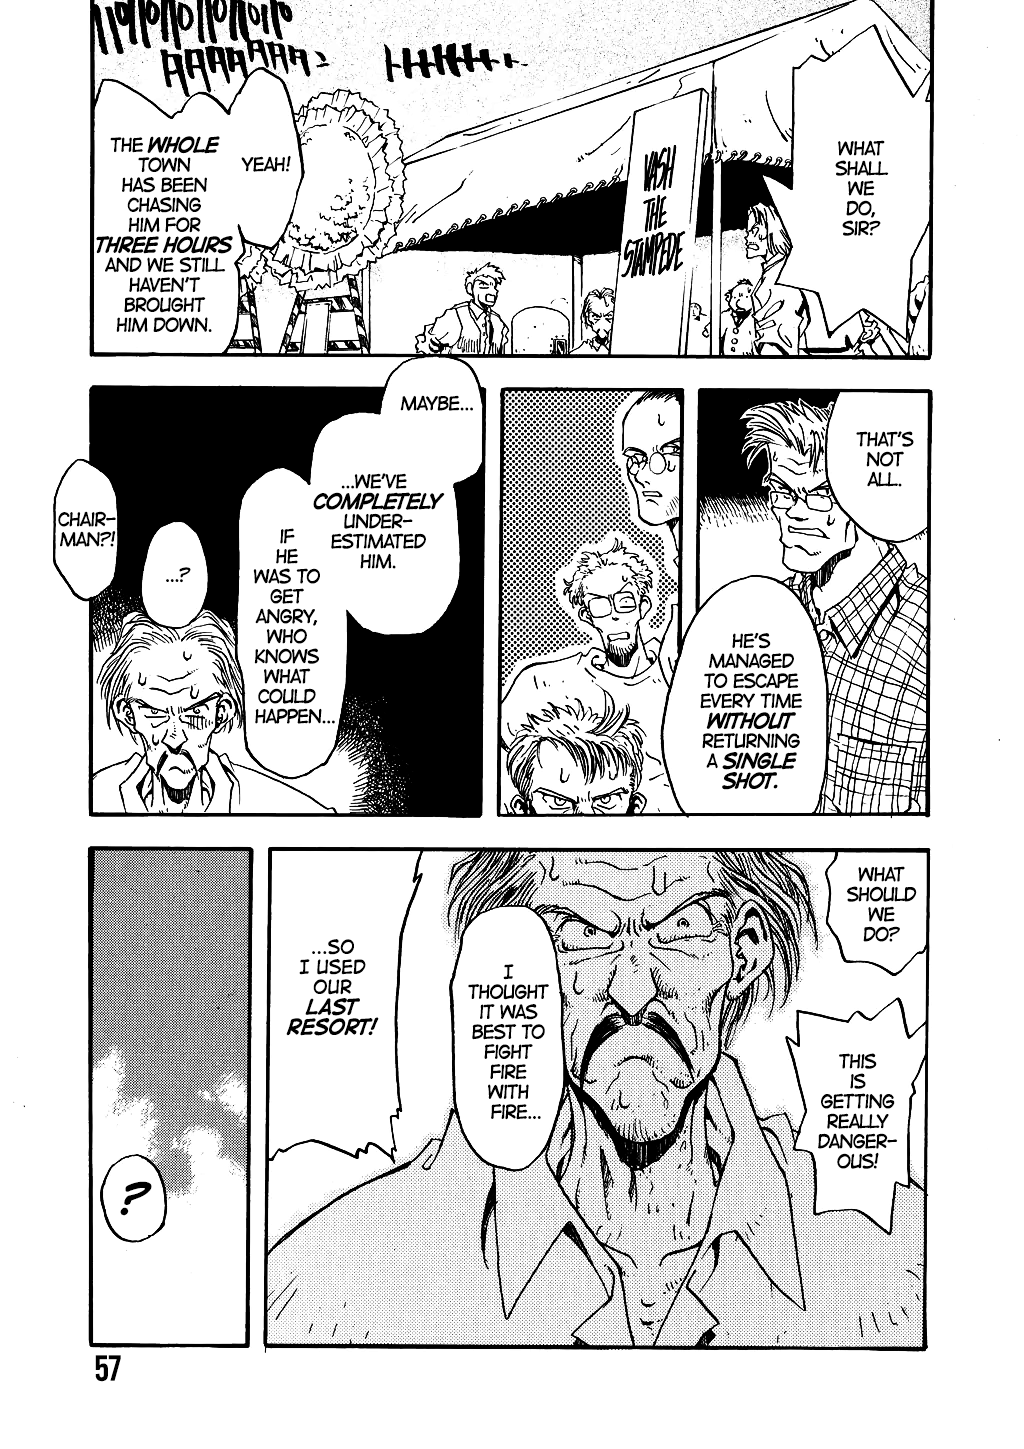 WHAT
SHALL
WE
DO,
SIR?
VASH
THE
STAMPEDE
YEAH!
THE WHOLE
TOWN
HAS BEEN
CHASING
HIM FOR
THREE HOURS
AND WE STILL
HAVEN'T
BROUGHT
HIM DOWN.
THAT'S
NOT
ALL.
HE'S
MANAGED
TO ESCAPE
EVERY TIME
WITHOUT
RETURNING
A SINGLE
SHOT.
MAYBE...
...WE'VE
COMPLETELY
UNDER-
ESTIMATED
HIM.
IF
HE
WAS TO
GET
ANGRY,
WHO
KNOWS
WHAT
COULD
HAPPEN...
...?
CHAIR-
MAN?!
WHAT
SHOULD
WE
DO?
THIS
IS
GETTING
REALLY
DANGER-
OUS!
I
THOUGHT
IT WAS
BEST TO
FIGHT
FIRE
WITH
FIRE...
...SO
I USED
OUR
LAST
RESORT!
?
57